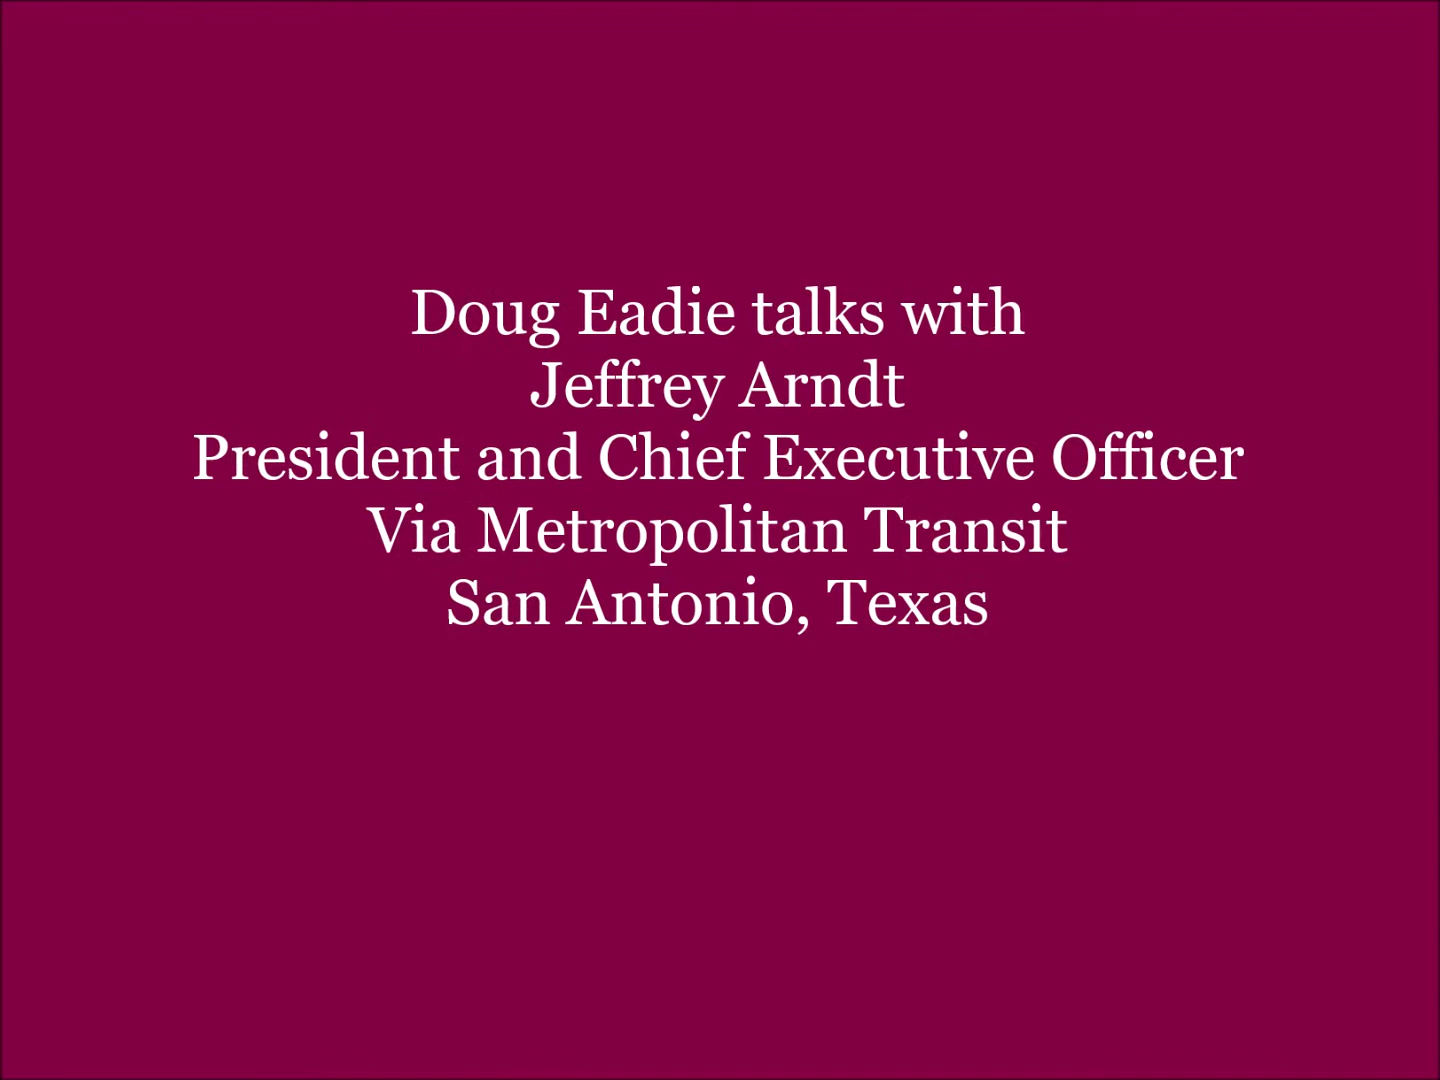 Doug Eadie talks with
Jeffrey Arndt
President and Chief Executive Officer
Via Metropolitan Transit
San Antonio, Texas